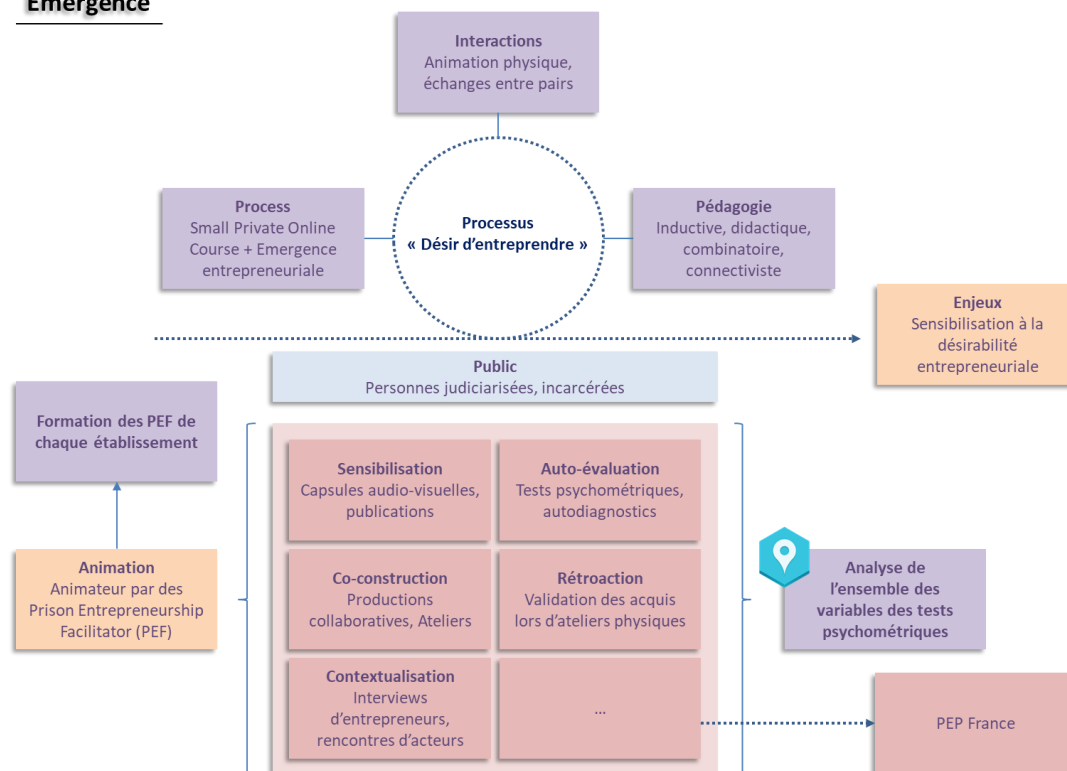 Emergence
Interactions
Animation physique,
échanges entre pairs
Process
Small Private Online
Course + Emergence
entrepreneuriale
Processus
« Désir d’entreprendre »
Pédagogie
Inductive, didactique,
combinatoire,
connectiviste
Enjeux
Sensibilisation à la
désirabilité
entrepreneuriale
Public
Personnes judiciarisées, incarcérées
Formation des PEF de
chaque établissement
Sensibilisation
Capsules audio-visuelles,
publications
Auto-évaluation
Tests psychométriques,
autodiagnostics
Animation
Animateur par des
Prison Entrepreneurship
Facilitator (PEF)
Co-construction
Productions
collaboratives, Ateliers
Rétroaction
Validation des acquis
lors d’ateliers physiques
Analyse de
l’ensemble des
variables des tests
psychométriques
Contextualisation
Interviews
d’entrepreneurs,
rencontres d’acteurs
...
PEP France